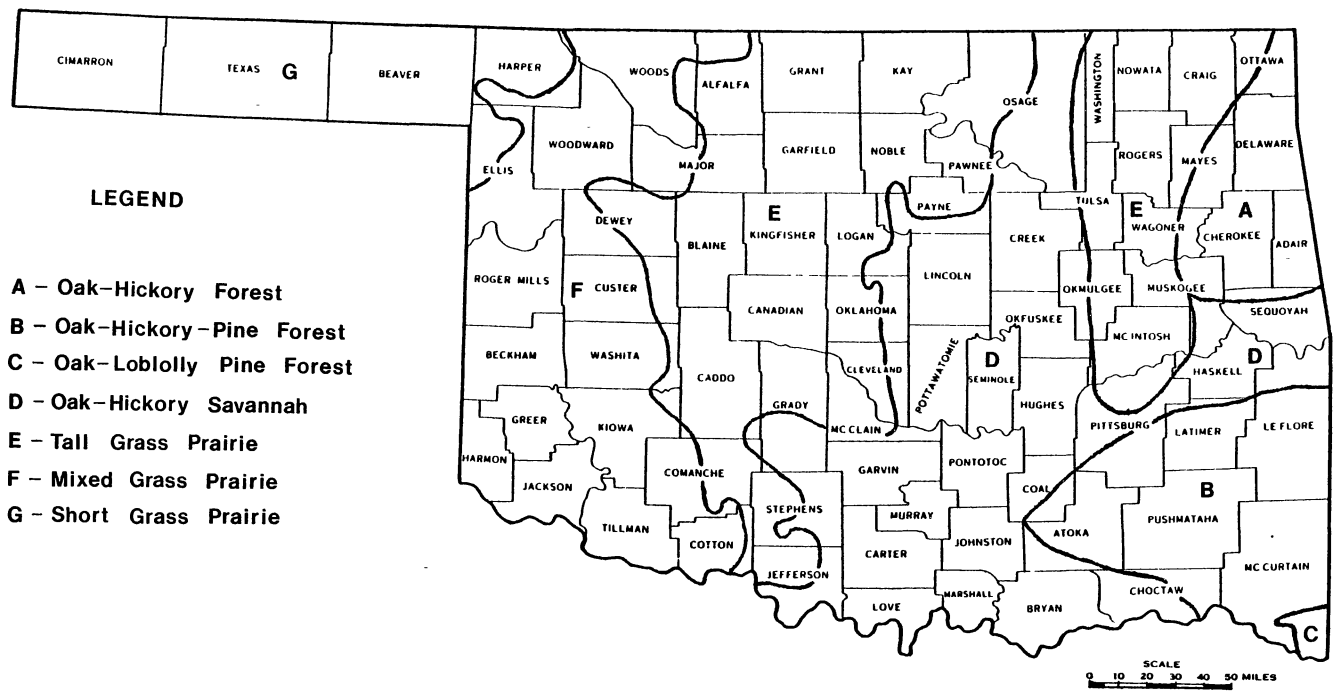 CIMARRON
TEXAS G
BEAVER
HARPER
WOODS
ALFALFA
GRANT
KAY
OSAGE
WASHINGTON
NOWATA
CRAIG
OTTAWA
ELLIS
WOODWARD
MAJOR
GARFIELD
NOBLE
PAWNEE
ROGERS
MAYES
DELAWARE
LEGEND
A – Oak–Hickory Forest
B – Oak–Hickory–Pine Forest
C – Oak–Loblolly Pine Forest
D – Oak–Hickory Savannah
E – Tall Grass Prairie
F – Mixed Grass Prairie
G – Short Grass Prairie
DEWEY
BLAINE
E
KINGFISHER
LOGAN
PAYNE
CREEK
TULSA
E
WAGONER
A
CHEROKEE
ADAIR
ROGER MILLS
F
CUSTER
CANADIAN
OKLAHOMA
LINCOLN
OKFUSKEE
OKMULGEE
MUSKOGEE
SEQUOYAH
BECKHAM
WASHITA
CADDO
CLEVELAND
POTTAWATOMIE
D
SEMINOLE
MC INTOSH
HASKELL
D
GREER
KIOWA
GRADY
MC CLAIN
HUGHES
PITTSBURG
LATIMER
LE FLORE
HARMON
JACKSON
COMANCHE
GARVIN
PONTOTOC
COAL
B
PUSHMATAHA
TILLMAN
COTTON
STEPHENS
MURRAY
JOHNSTON
ATOKA
MC CURTAIN
JEFFERSON
CARTER
LOVE
MARSHALL
BRYAN
CHOCTAW
C
SCALE
0 10 20 30 40 50 MILES